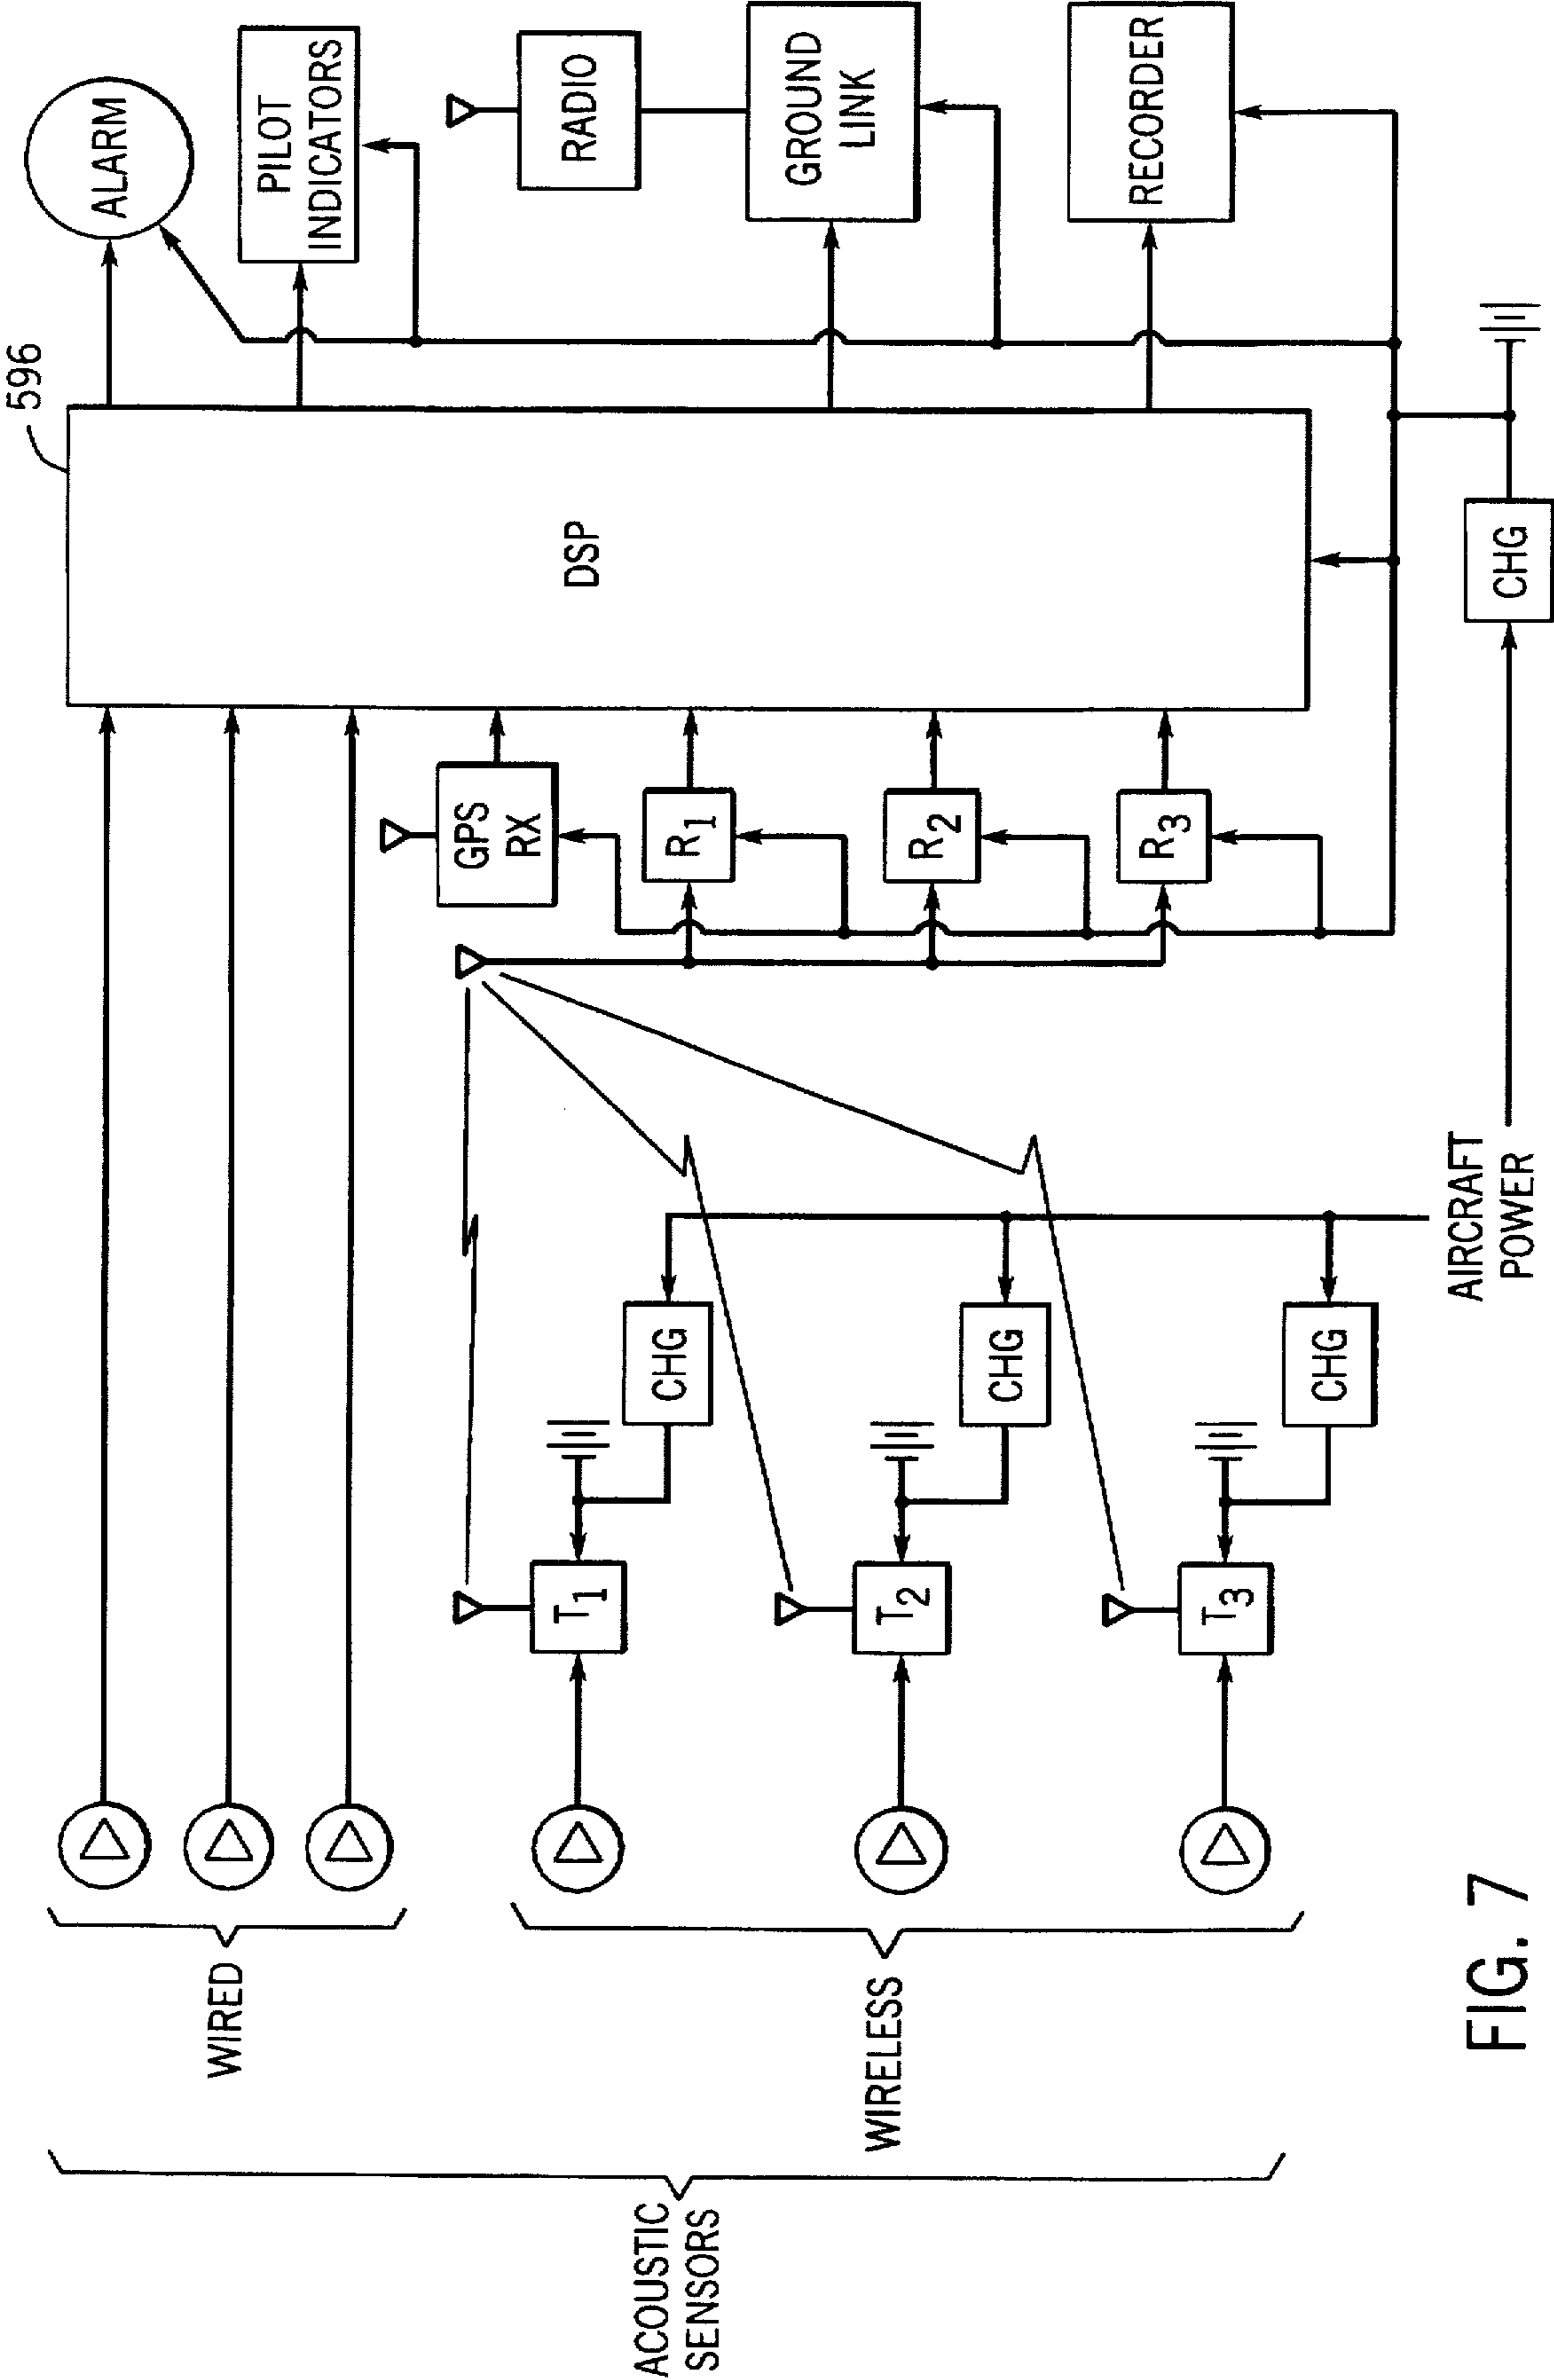 ACOUSTIC
SENSORS
WIRED
WIRELESS
T1
T2
T3
CHG
CHG
CHG
AIRCRAFT
POWER
GPS
RX
R1
R2
R3
DSP
596
CHG
ALARM
PILOT
INDICATORS
RADIO
GROUND
LINK
RECORDER
FIG. 7